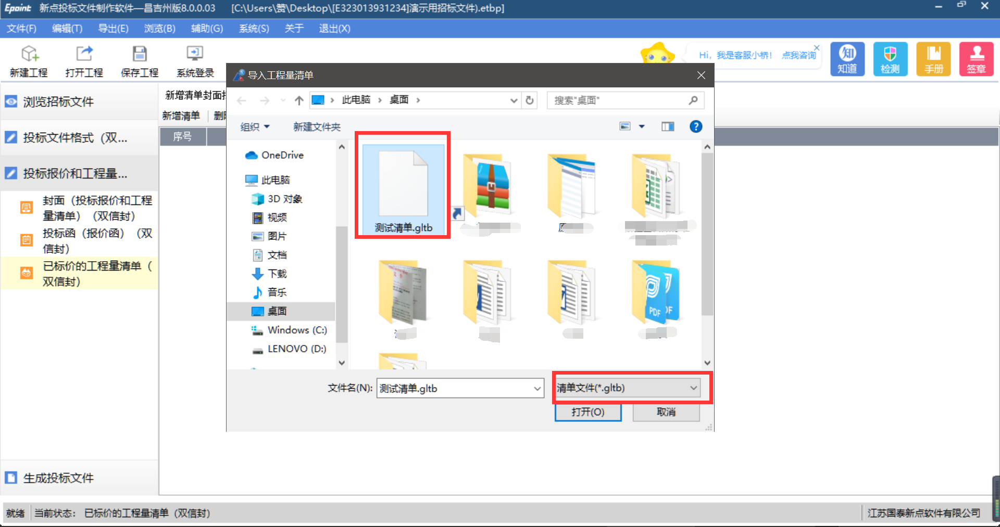 Epoint 新点投标文件制作软件—昌吉州版8.0.0.03 [C:\Users\赞\Desktop\[E323013931234]演示用招标文件).etbp]
文件(F) 编辑(T) 导出(E) 浏览(B) 辅助(G) 系统(S) 关于 退出(X)
新建工程 打开工程 保存工程 系统登录
Hi，我是客服小桥！ 点我咨询
知 知道 检测 手册 签章
浏览招标文件
投标文件格式（双...
投标报价和工程量...
封面（投标报价和工程
量清单）（双信封）
投标函（报价函）（双
信封）
已标价的工程量清单（
双信封）
生成投标文件
新增清单封面
新增清单
序号
导入工程量清单
此电脑 桌面
搜索"桌面"
组织 新建文件夹
OneDrive
此电脑
3D 对象
视频
图片
文档
下载
音乐
桌面
Windows (C:)
LENOVO (D:)
测试清单.gltb
PDF
文件名(N): 测试清单.gltb
清单文件(*.gltb)
打开(O) 取消
就绪 当前状态： 已标价的工程量清单（双信封） 江苏国泰新点软件有限公司